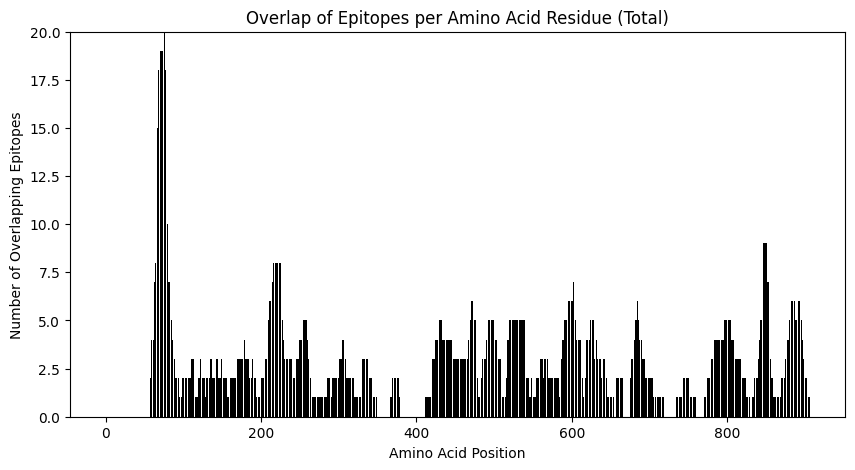 Overlap of Epitopes per Amino Acid Residue (Total)
Number of Overlapping Epitopes
20.0
17.5
15.0
12.5
10.0
7.5
5.0
2.5
0.0
0 200 400 600 800
Amino Acid Position